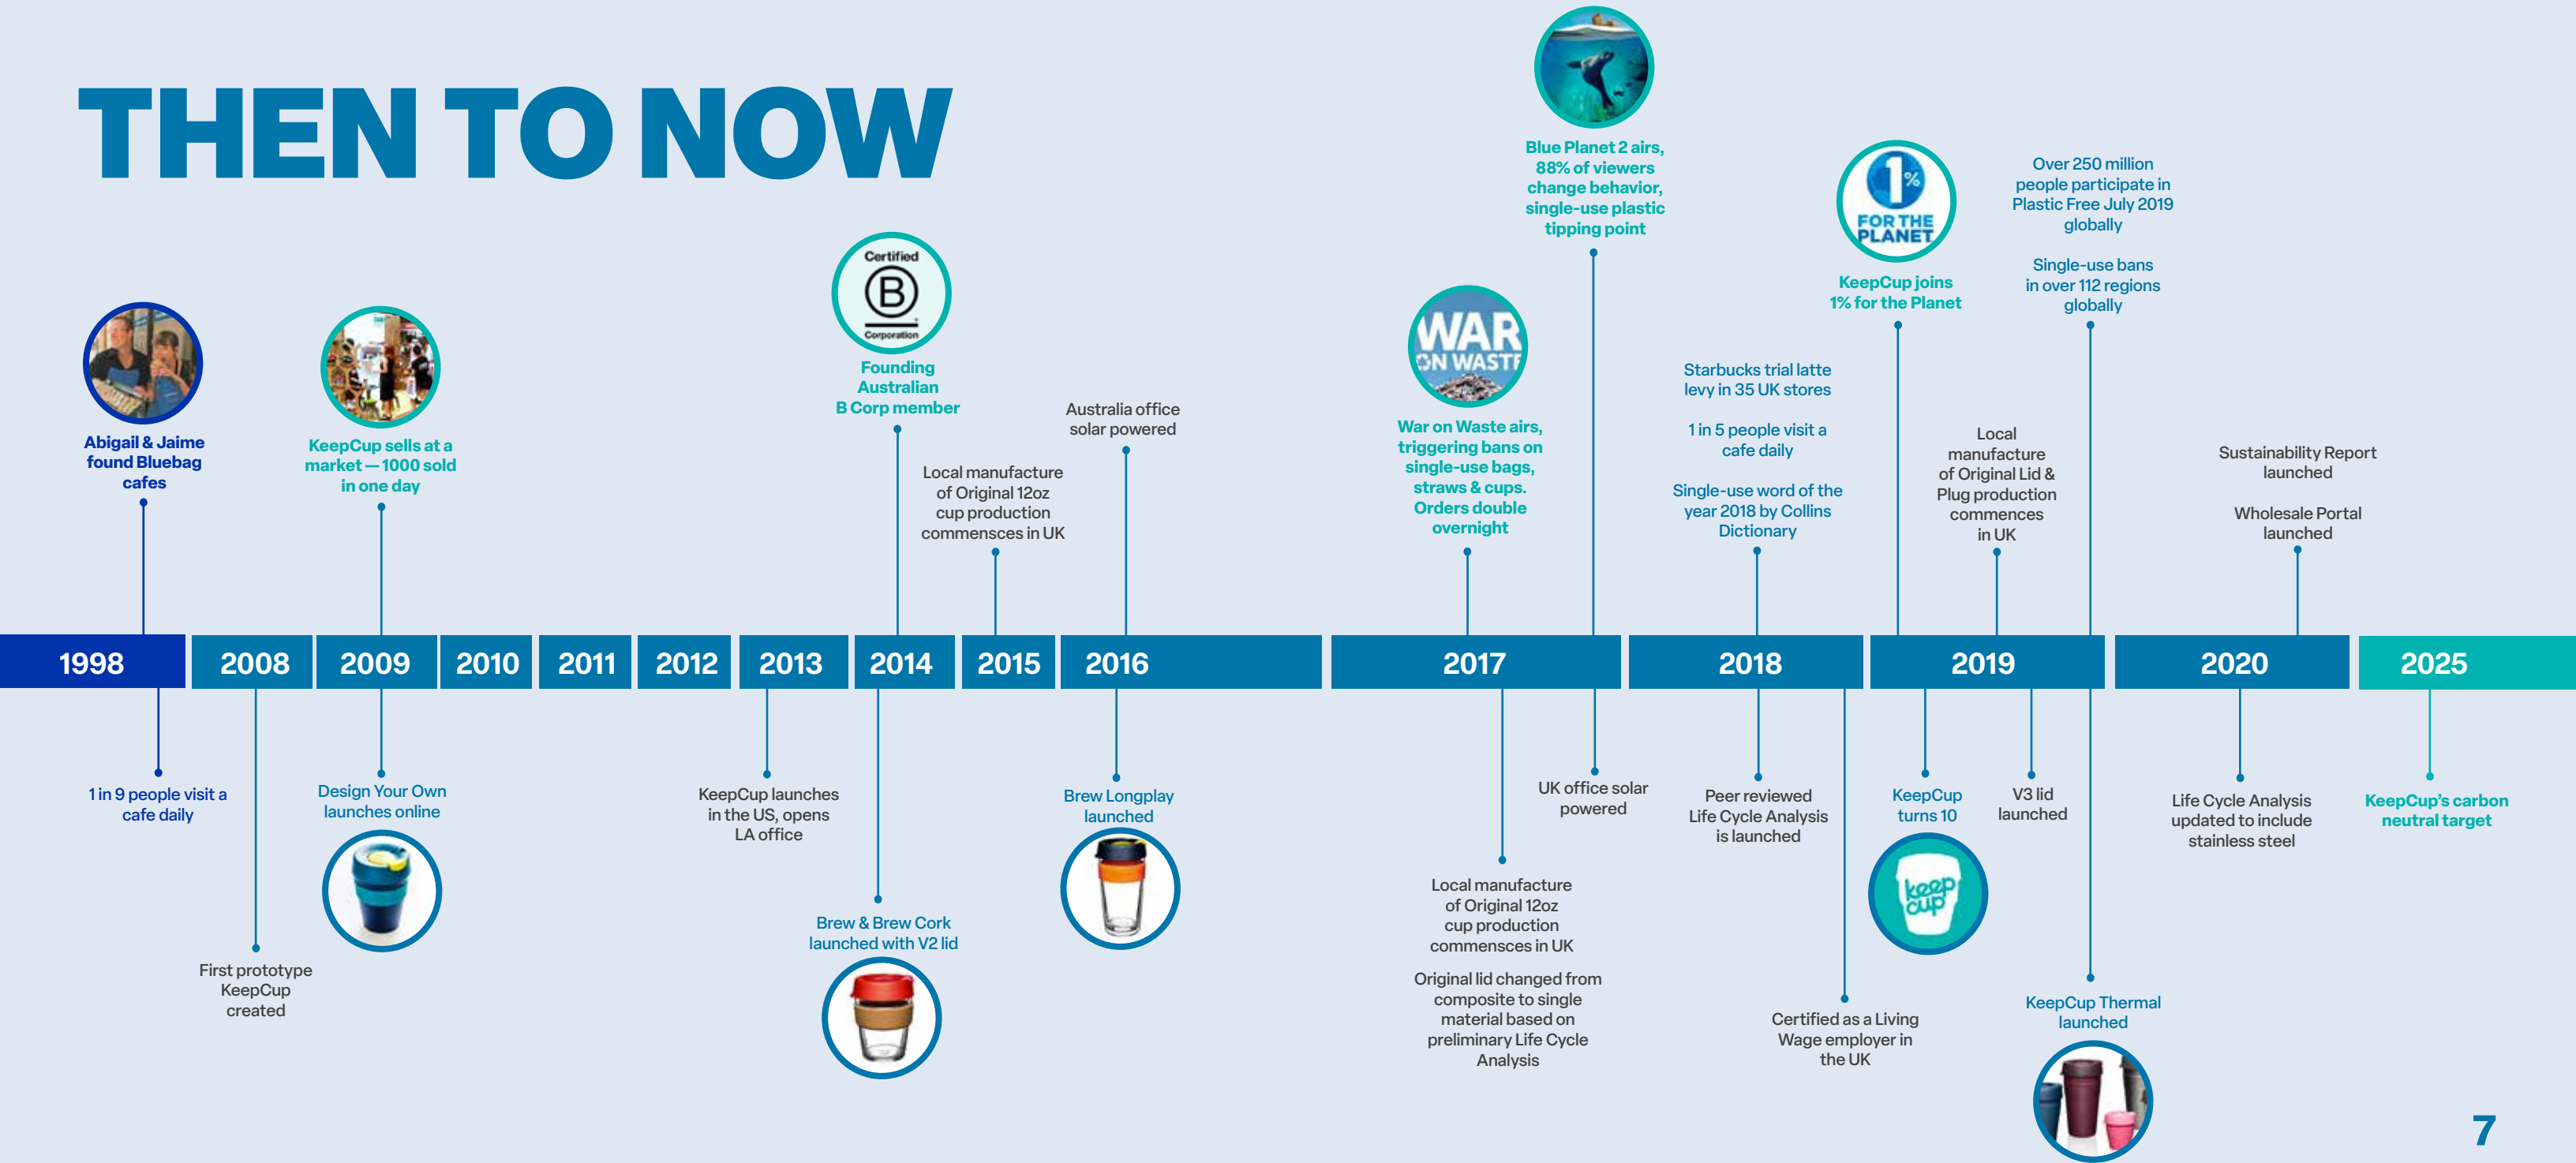 THEN TO NOW
Abigail & Jaime
found Bluebag
cafes
KeepCup sells at a
market — 1000 sold
in one day
Certified
B
Corporation
Founding
Australian
B Corp member
Local manufacture
of Original 12oz
cup production
commensces in UK
Australia office
solar powered
WAR
ON WASTE
War on Waste airs,
triggering bans on
single-use bags,
straws & cups.
Orders double
overnight
Blue Planet 2 airs,
88% of viewers
change behavior,
single-use plastic
tipping point
Starbucks trial latte
levy in 35 UK stores
1 in 5 people visit a
cafe daily
Single-use word of the
year 2018 by Collins
Dictionary
1%
FOR THE
PLANET
KeepCup joins
1% for the Planet
Local
manufacture
of Original Lid &
Plug production
commences
in UK
Over 250 million
people participate in
Plastic Free July 2019
globally
Single-use bans
in over 112 regions
globally
Sustainability Report
launched
Wholesale Portal
launched
1998 2008 2009 2010 2011 2012 2013 2014 2015 2016 2017 2018 2019 2020 2025
1 in 9 people visit a
cafe daily
First prototype
KeepCup
created
Design Your Own
launches online
KeepCup launches
in the US, opens
LA office
Brew & Brew Cork
launched with V2 lid
Brew Longplay
launched
Local manufacture
of Original 12oz
cup production
commensces in UK
Original lid changed from
composite to single
material based on
preliminary Life Cycle
Analysis
UK office solar
powered
Peer reviewed
Life Cycle Analysis
is launched
Certified as a Living
Wage employer in
the UK
KeepCup
turns 10
keep
cup
V3 lid
launched
KeepCup Thermal
launched
Life Cycle Analysis
updated to include
stainless steel
KeepCup's carbon
neutral target
7